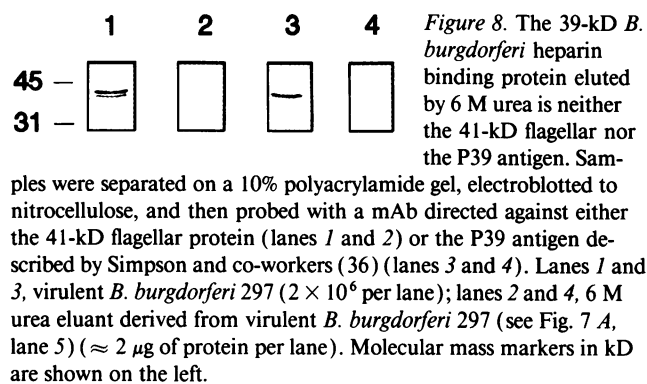 1 2 3 4
45 –
31 –
Figure 8. The 39-kD B.
burgdorferi heparin
binding protein eluted
by 6 M urea is neither
the 41-kD flagellar nor
the P39 antigen. Sam-
ples were separated on a 10% polyacrylamide gel, electroblotted to
nitrocellulose, and then probed with a mAb directed against either
the 41-kD flagellar protein (lanes 1 and 2) or the P39 antigen de-
scribed by Simpson and co-workers (36) (lanes 3 and 4). Lanes 1 and
3, virulent B. burgdorferi 297 (2 × 10⁶ per lane); lanes 2 and 4, 6 M
urea eluant derived from virulent B. burgdorferi 297 (see Fig. 7 A,
lane 5) (≈ 2 μg of protein per lane). Molecular mass markers in kD
are shown on the left.